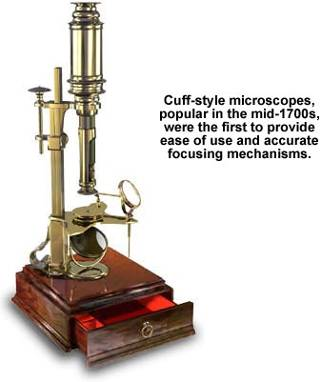 Cuff-style microscopes,
popular in the mid-1700s,
were the first to provide
ease of use and accurate
focusing mechanisms.